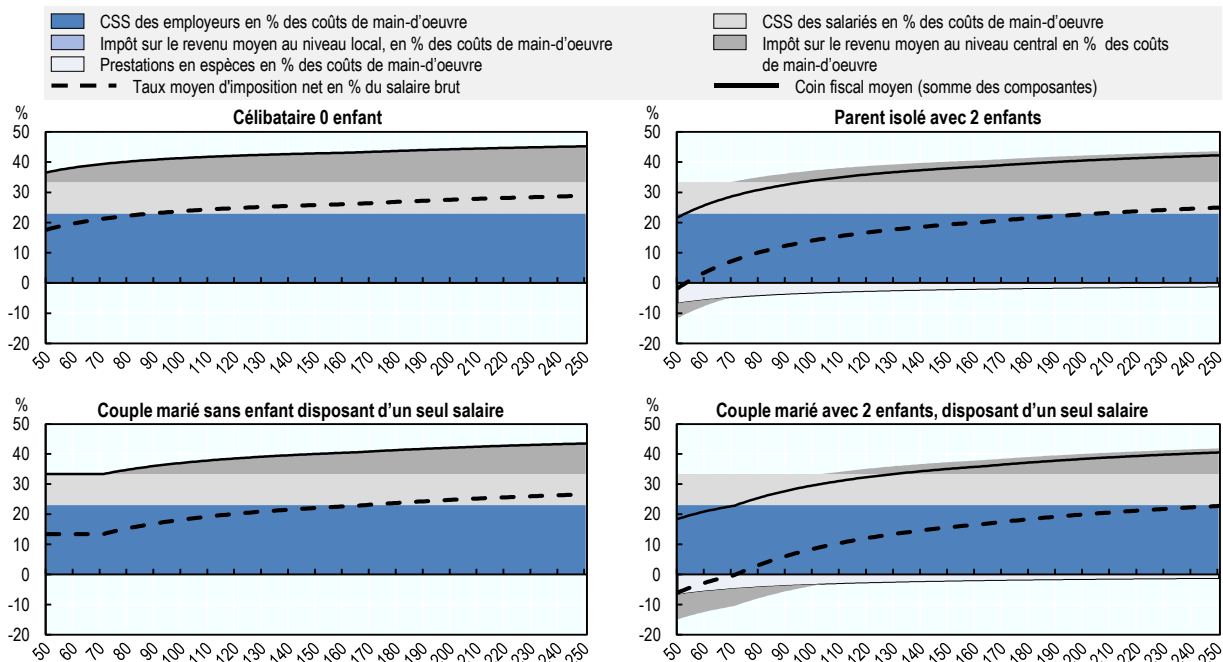 CSS des employeurs en % des coûts de main-d'oeuvre
CSS des salariés en % des coûts de main-d'oeuvre
Impôt sur le revenu moyen au niveau local, en % des coûts de main-d'oeuvre
Impôt sur le revenu moyen au niveau central en % des coûts
de main-d'oeuvre
Prestations en espèces en % des coûts de main-d'oeuvre
Taux moyen d'imposition net en % du salaire brut
Coin fiscal moyen (somme des composantes)
%
Célibataire 0 enfant
50
40
30
20
10
0
-10
-20
50 60 70 80 90 100 110 120 130 140 150 160 170 180 190 200 210 220 230 240 250
%
Parent isolé avec 2 enfants
50
40
30
20
10
0
-10
-20
50 60 70 80 90 100 110 120 130 140 150 160 170 180 190 200 210 220 230 240 250
%
Couple marié sans enfant disposant d'un seul salaire
50
40
30
20
10
0
-10
-20
50 60 70 80 90 100 110 120 130 140 150 160 170 180 190 200 210 220 230 240 250
%
Couple marié avec 2 enfants, disposant d'un seul salaire
50
40
30
20
10
0
-10
-20
50 60 70 80 90 100 110 120 130 140 150 160 170 180 190 200 210 220 230 240 250